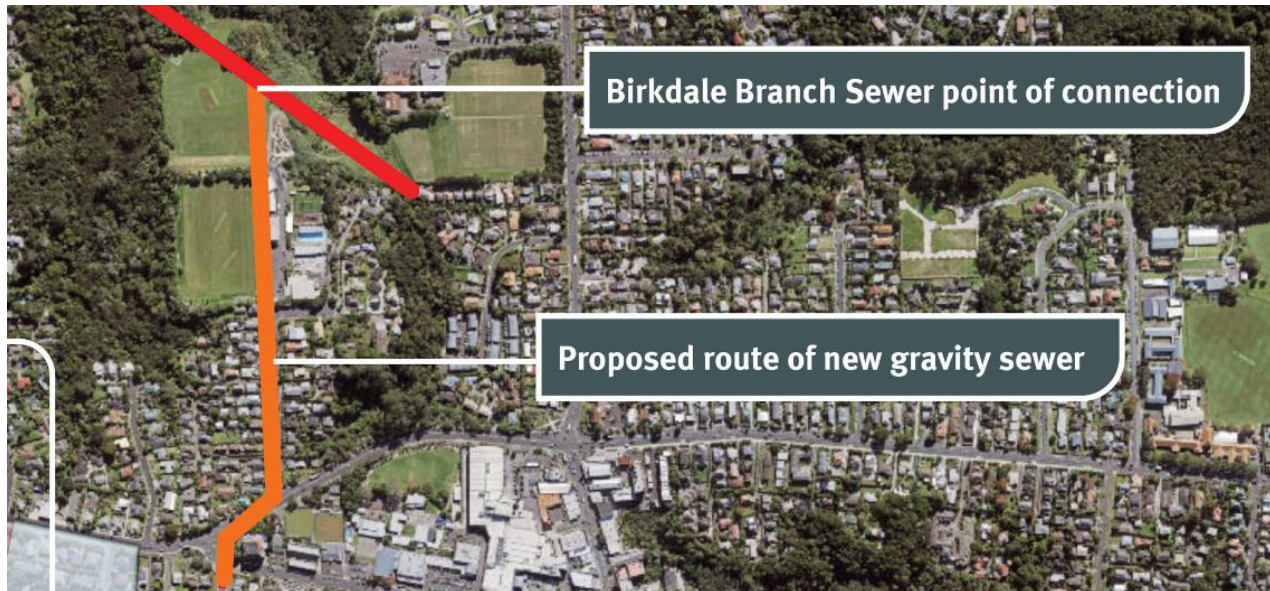 Birkdale Branch Sewer point of connection
Proposed route of new gravity sewer